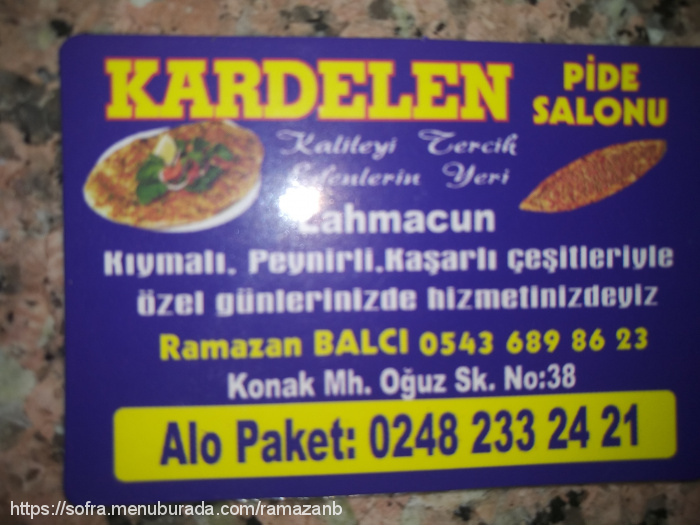 KARDELEN
PİDE
SALONU
Kaliteyi Tercih
Edenlerin Yeri
Lahmacun
Kıymalı, Peynirli.Kaşarlı çeşitleriyle
özel günlerinizde hizmetinizdeyiz
Ramazan BALCI 0543 689 86 23
Konak Mh. Oğuz Sk. No:38
Alo Paket: 0248 233 24 21
https://sofra.menuburada.com/ramazanb